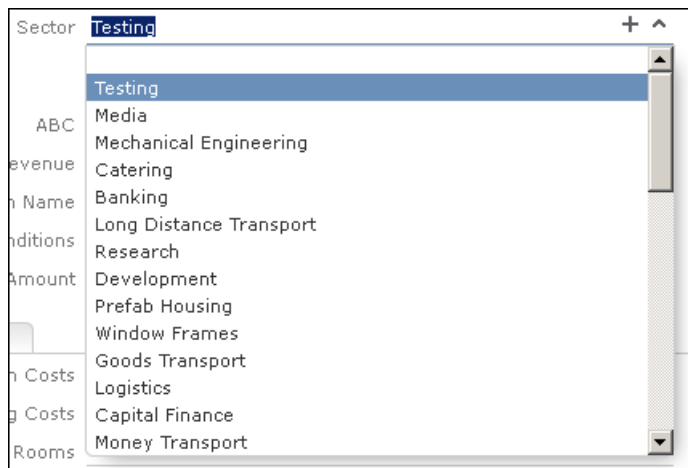 Sector Testing
Testing
Media
ABC
Mechanical Engineering
evenue
Catering
Name
Banking
Long Distance Transport
nditions
Research
Amount
Development
Prefab Housing
Window Frames
Goods Transport
Costs
Logistics
Costs
Capital Finance
Rooms
Money Transport